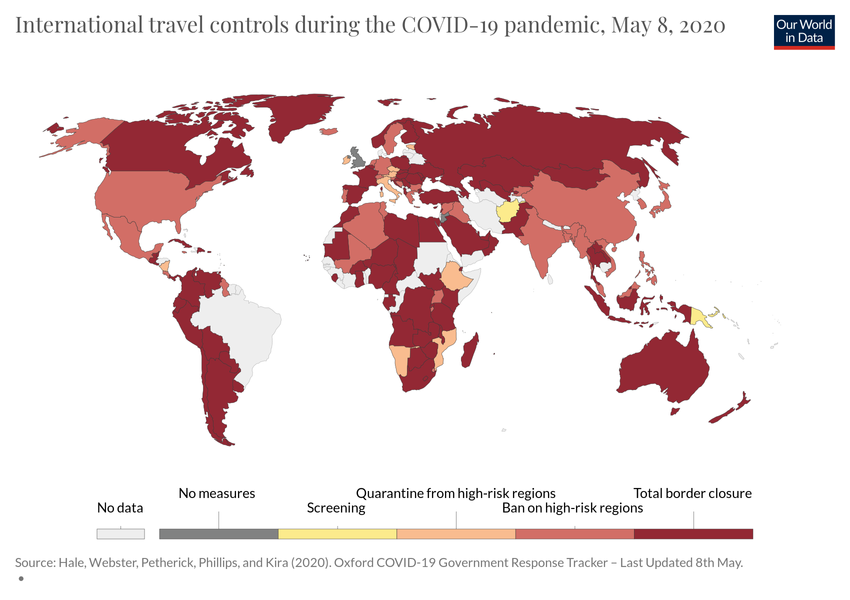 International travel controls during the COVID-19 pandemic, May 8, 2020
Our World
in Data
No data
No measures
Screening
Quarantine from high-risk regions
Ban on high-risk regions
Total border closure
Source: Hale, Webster, Petherick, Phillips, and Kira (2020). Oxford COVID-19 Government Response Tracker – Last Updated 8th May.